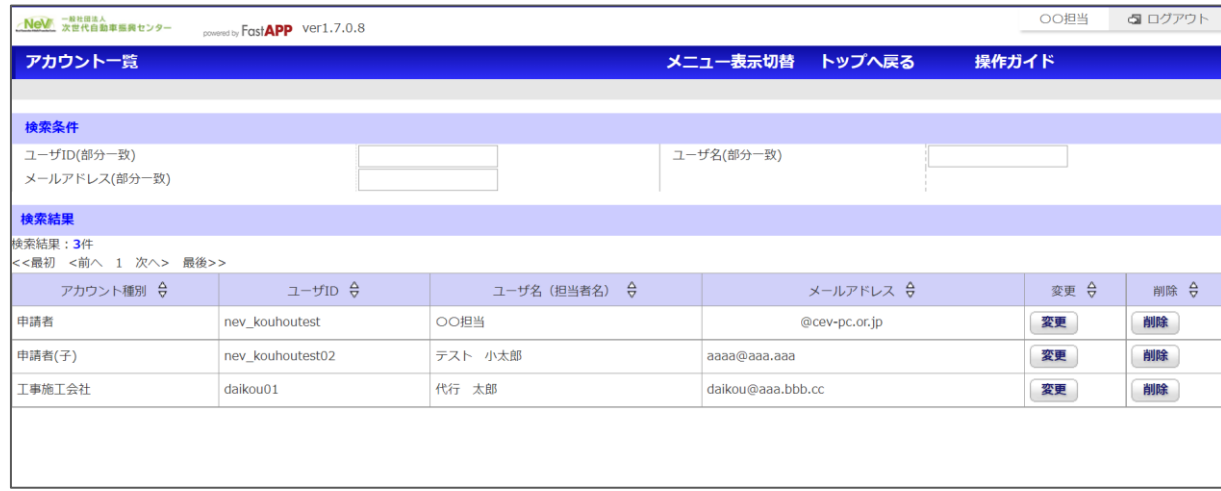 NeV 一般社団法人 次世代自動車振興センター powered by FastAPP ver1.7.0.8 〇〇担当 ログアウト
アカウント一覧 メニュー表示切替 トップへ戻る 操作ガイド
検索条件
ユーザID(部分一致) ユーザ名(部分一致)
メールアドレス(部分一致)
検索結果
検索結果：3件
<<最初 <前へ 1 次へ> 最後>>
アカウント種別 ユーザID ユーザ名（担当者名） メールアドレス 変更 削除
申請者 nev_kouhoutest 〇〇担当 @cev-pc.or.jp 変更 削除
申請者(子) nev_kouhoutest02 テスト 小太郎 aaaa@aaa.aaa 変更 削除
工事施工会社 daikou01 代行 太郎 daikou@aaa.bbb.cc 変更 削除